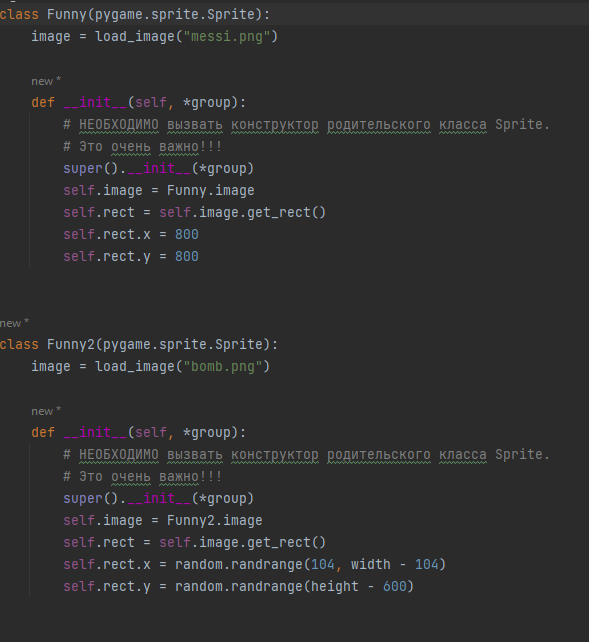 class Funny(pygame.sprite.Sprite):
    image = load_image("messi.png")
    new *
    def __init__(self, *group):
        # НЕОБХОДИМО вызвать конструктор родительского класса Sprite.
        # Это очень важно!!!
        super().__init__(*group)
        self.image = Funny.image
        self.rect = self.image.get_rect()
        self.rect.x = 800
        self.rect.y = 800
new *
class Funny2(pygame.sprite.Sprite):
    image = load_image("bomb.png")
    new *
    def __init__(self, *group):
        # НЕОБХОДИМО вызвать конструктор родительского класса Sprite.
        # Это очень важно!!!
        super().__init__(*group)
        self.image = Funny2.image
        self.rect = self.image.get_rect()
        self.rect.x = random.randrange(104, width - 104)
        self.rect.y = random.randrange(height - 600)